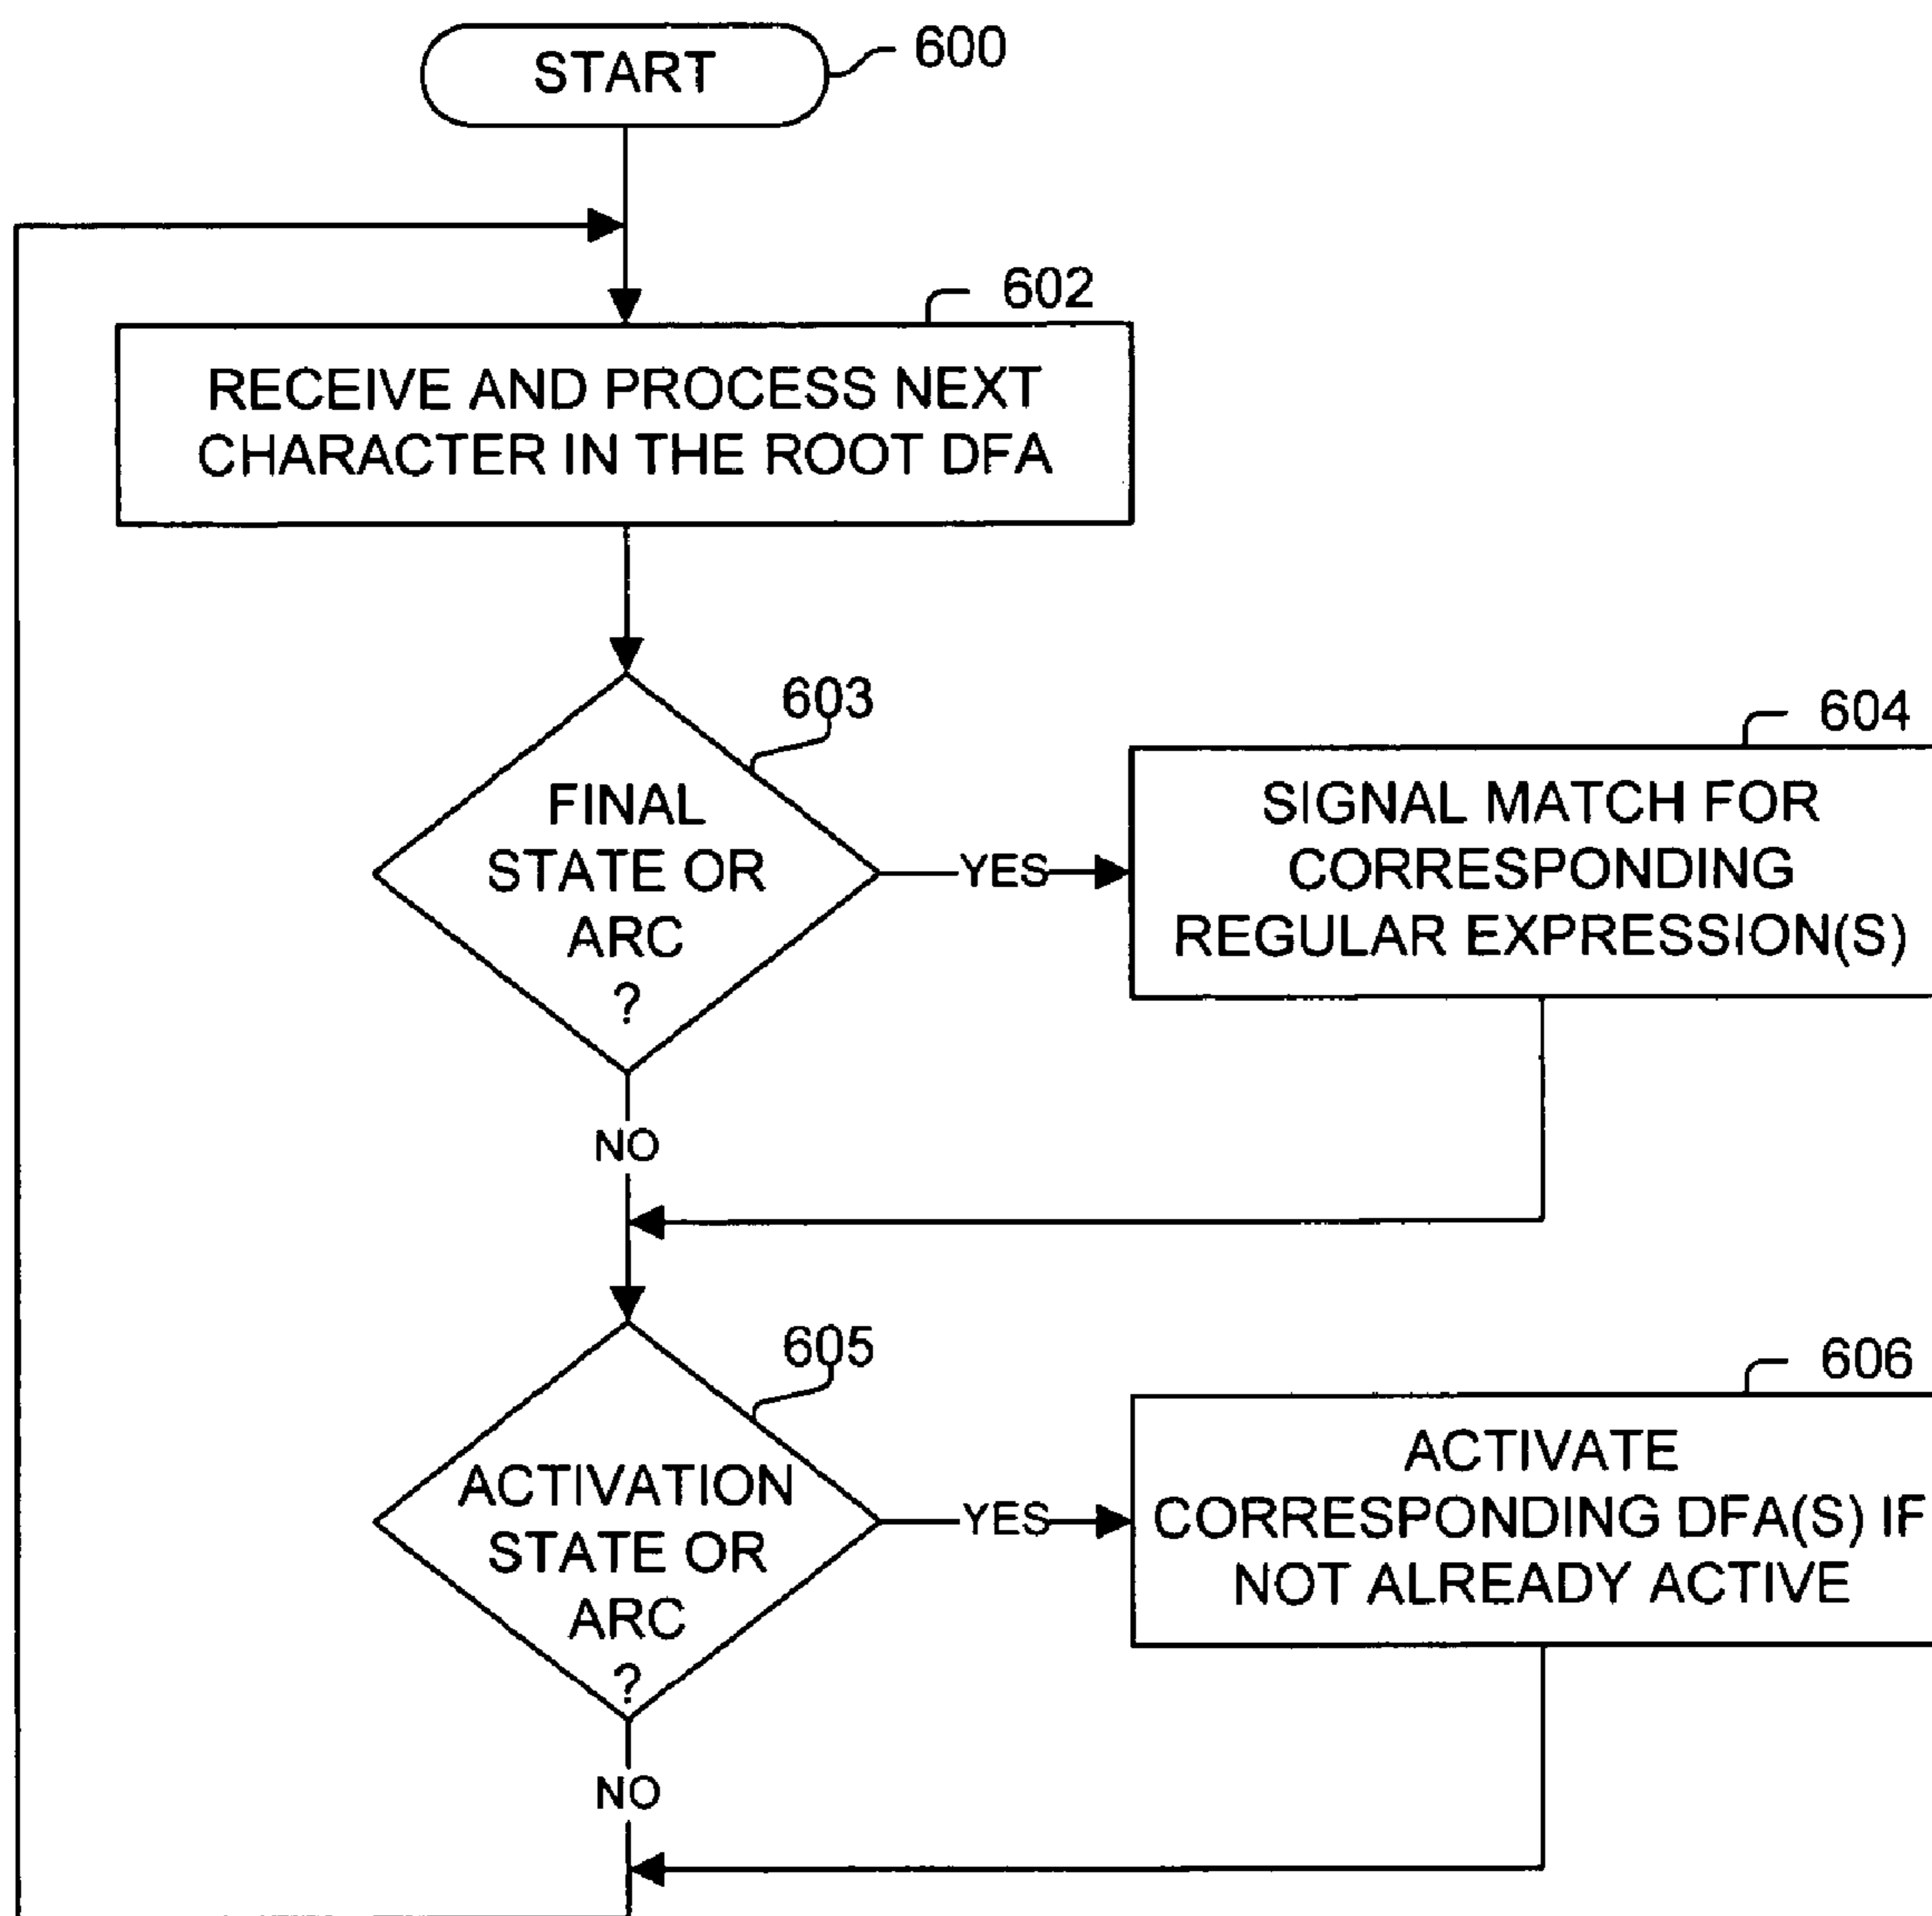 START
600
602
RECEIVE AND PROCESS NEXT
CHARACTER IN THE ROOT DFA
603
FINAL
STATE OR
ARC
?
YES
604
SIGNAL MATCH FOR
CORRESPONDING
REGULAR EXPRESSION(S)
NO
605
ACTIVATION
STATE OR
ARC
?
YES
606
ACTIVATE
CORRESPONDING DFA(S) IF
NOT ALREADY ACTIVE
NO